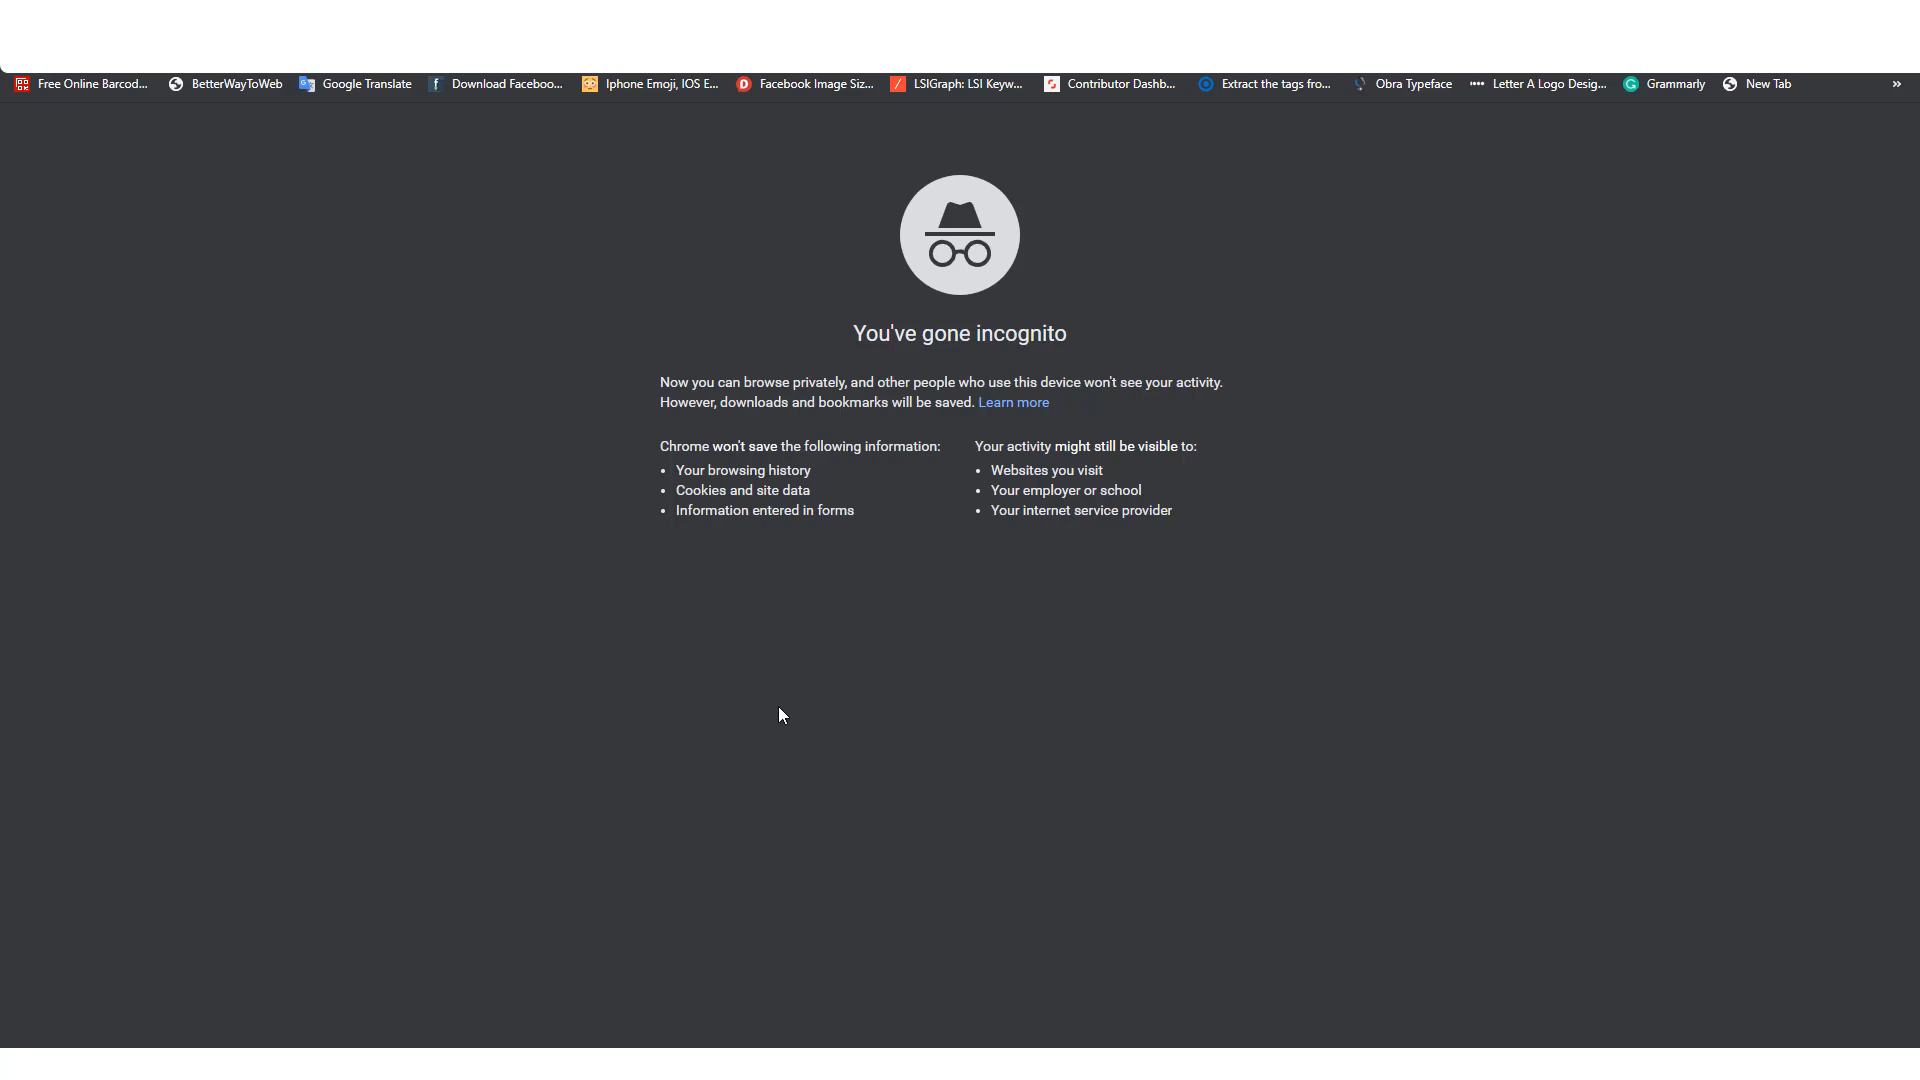 Free Online Barcod... BetterWayToWeb Google Translate Download Faceboo... Iphone Emoji, IOS E... Facebook Image Siz... LSIGraph: LSI Keyw... Contributor Dashb... Extract the tags fro... Obra Typeface Letter A Logo Desig... Grammarly New Tab »
You've gone incognito
Now you can browse privately, and other people who use this device won't see your activity.
However, downloads and bookmarks will be saved. Learn more
Chrome won't save the following information:
• Your browsing history
• Cookies and site data
• Information entered in forms
Your activity might still be visible to:
• Websites you visit
• Your employer or school
• Your internet service provider